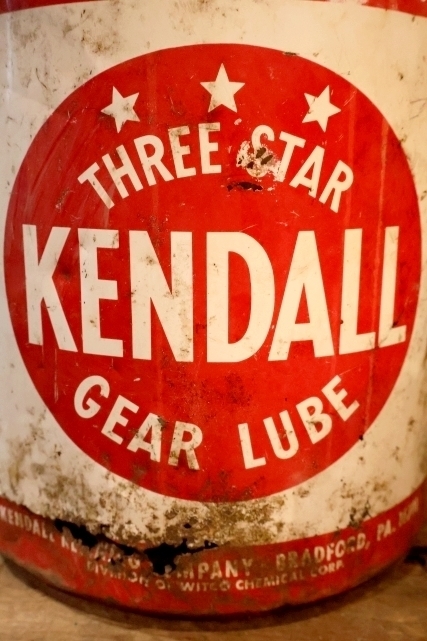 THREE STAR
KENDALL
GEAR LUBE
KENDALL COMPANY, BRADFORD, PA.
DIVISION OF WITCO CHEMICAL CORP.